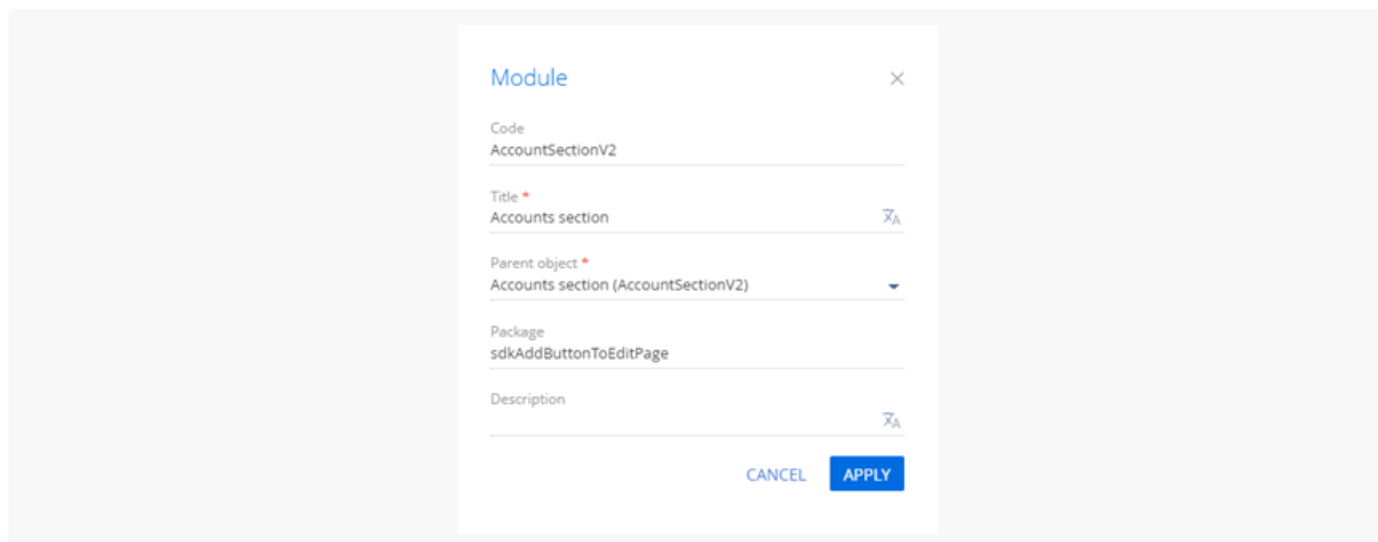 Module
Code
AccountSectionV2
Title *
Accounts section
Parent object *
Accounts section (AccountSectionV2)
Package
sdkAddButtonToEditPage
Description
CANCEL APPLY